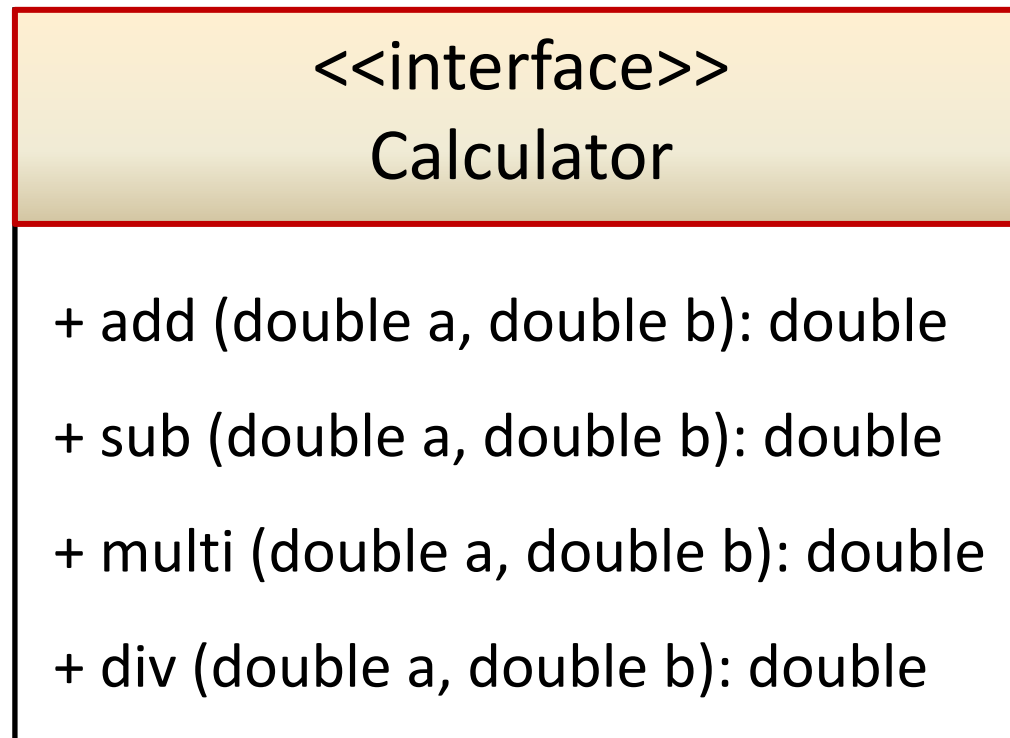 <<interface>>
Calculator
+ add (double a, double b): double
+ sub (double a, double b): double
+ multi (double a, double b): double
+ div (double a, double b): double